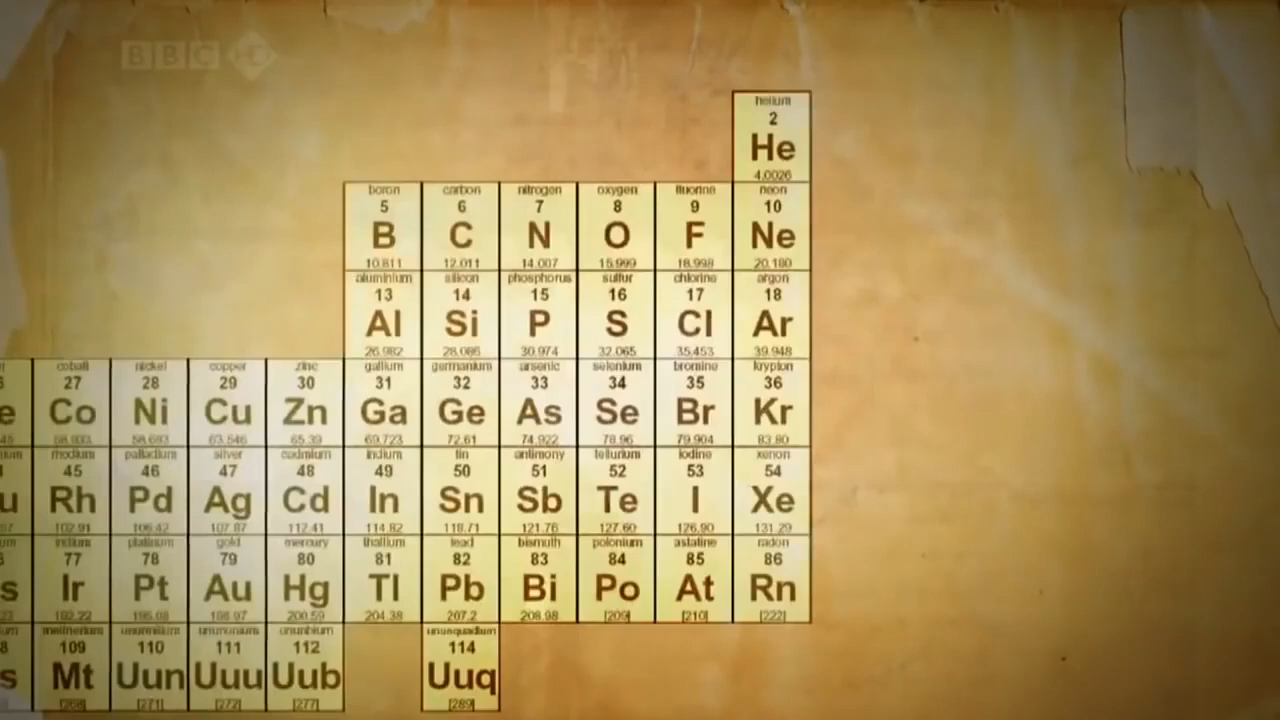 BBC HD
helium
2
He
4.0026
boron carbon nitrogen oxygen fluorine neon
5 6 7 8 9 10
B C N O F Ne
10.811 12.011 14.007 15.999 18.998 20.180
aluminium silicon phosphorus sulfur chlorine argon
13 14 15 16 17 18
Al Si P S Cl Ar
26.982 28.086 30.974 32.065 35.453 39.948
cobalt nickel copper zinc gallium germanium arsenic selenium bromine krypton
27 28 29 30 31 32 33 34 35 36
e Co Ni Cu Zn Ga Ge As Se Br Kr
58.933 58.693 63.546 65.39 69.723 72.61 74.922 78.96 79.904 83.80
rhodium palladium silver cadmium indium tin antimony tellurium iodine xenon
45 46 47 48 49 50 51 52 53 54
u Rh Pd Ag Cd In Sn Sb Te I Xe
102.91 106.42 107.87 112.41 114.82 118.71 121.76 127.60 126.90 131.29
iridium platinum gold mercury thallium lead bismuth polonium astatine radon
77 78 79 80 81 82 83 84 85 86
s Ir Pt Au Hg Tl Pb Bi Po At Rn
192.22 195.08 196.97 200.59 204.38 207.2 208.98 [209] [210] [222]
meitnerium ununnilium unununium ununbium ununquadium
109 110 111 112 114
s Mt Uun Uuu Uub Uuq
[268] [271] [272] [277] [289]